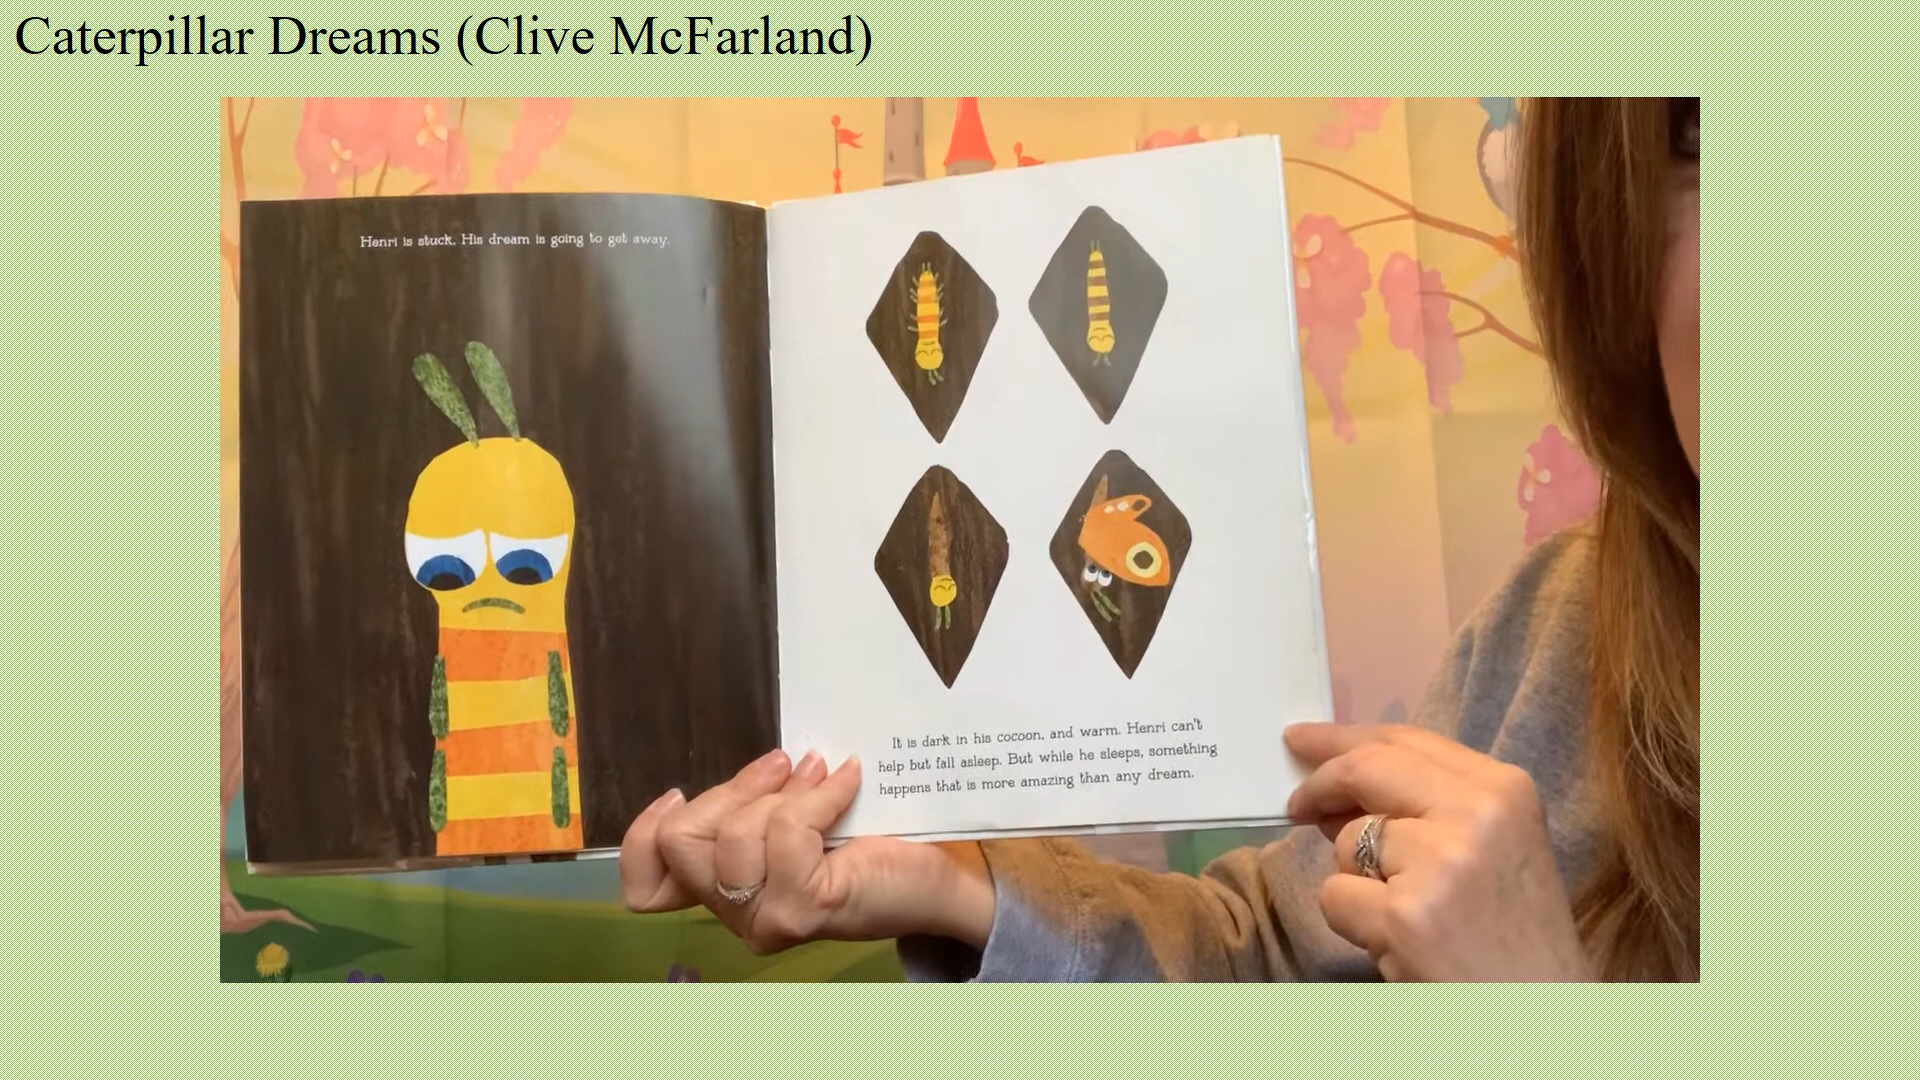 Caterpillar Dreams (Clive McFarland)
Henri is stuck. His dream is going to get away.
It is dark in his cocoon, and warm. Henri can't
help but fall asleep. But while he sleeps, something
happens that is more amazing than any dream.